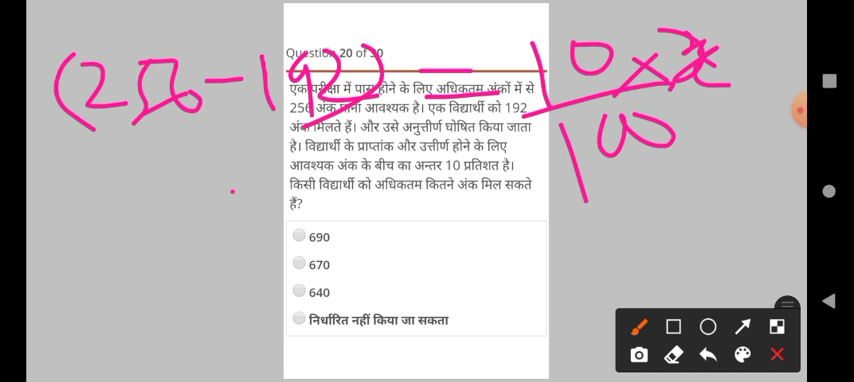 Question 20 of 30
(256-192) = 10 × x
100
एक परीक्षा में पास होने के लिए अधिकतम अंकों में से
256 अंक पाना आवश्यक है। एक विद्यार्थी को 192
अंक मिलते हैं। और उसे अनुत्तीर्ण घोषित किया जाता
है। विद्यार्थी के प्राप्तांक और उत्तीर्ण होने के लिए
आवश्यक अंक के बीच का अन्तर 10 प्रतिशत है।
किसी विद्यार्थी को अधिकतम कितने अंक मिल सकते
हैं?
690
670
640
निर्धारित नहीं किया जा सकता